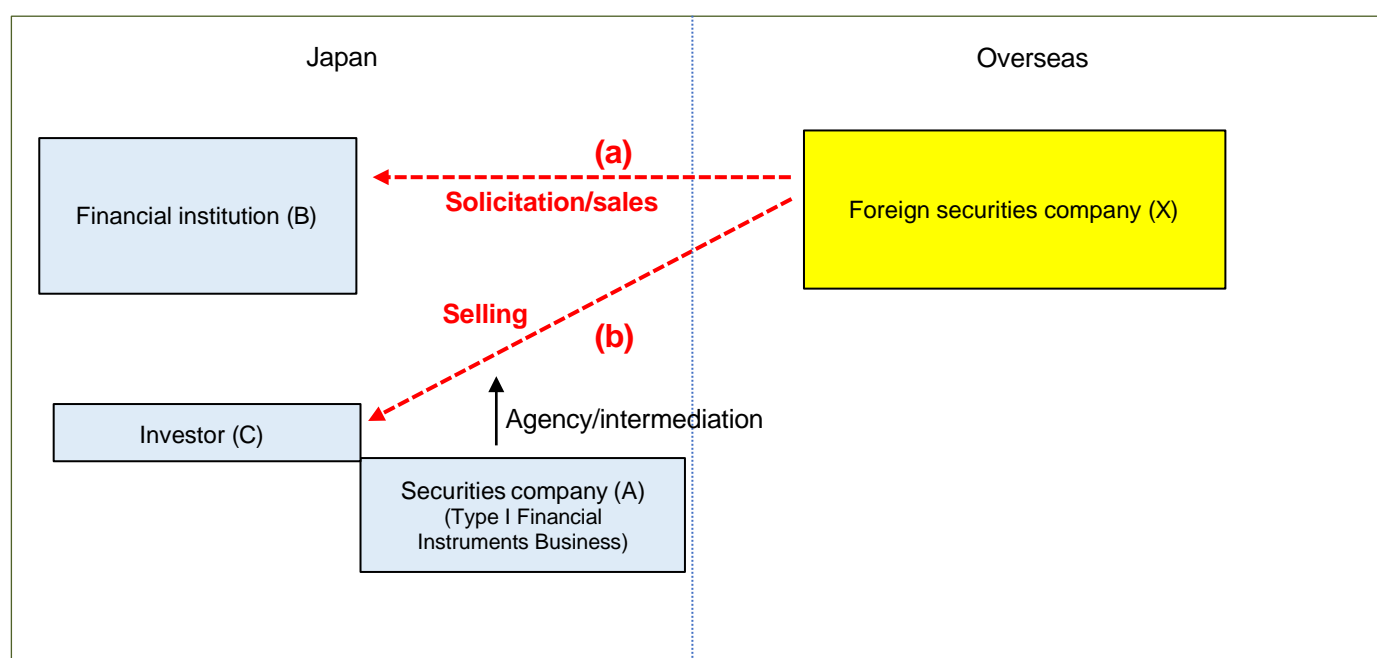 Japan
Overseas
(a)
Solicitation/sales
Financial institution (B)
Foreign securities company (X)
Selling
(b)
Agency/intermediation
Investor (C)
Securities company (A)
(Type I Financial
Instruments Business)